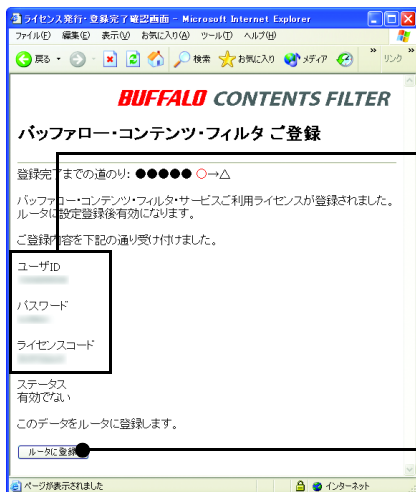 ライセンス発行・登録完了確認画面 - Microsoft Internet Explorer
ファイル(F) 編集(E) 表示(V) お気に入り(A) ツール(T) ヘルプ(H)
戻る 検索 お気に入り メディア リンク
BUFFALO CONTENTS FILTER
バッファロー・コンテンツ・フィルタ ご登録
登録完了までの道のり: ●●●●● ○→△
バッファロー・コンテンツ・フィルタ・サービスご利用ライセンスが登録されました。
ルータに設定登録後有効になります。
ご登録内容を下記の通り受け付けました。
ユーザID
パスワード
ライセンスコード
ステータス
有効でない
このデータをルータに登録します。
ルータに登録
ページが表示されました インターネット